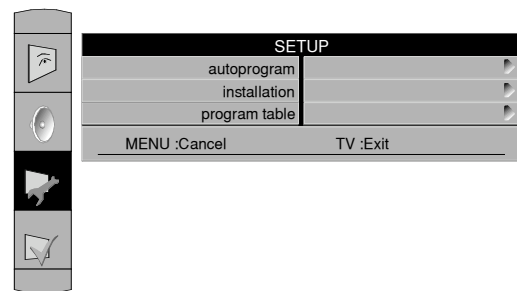 SETUP
autoprogram
installation
program table
MENU :Cancel TV :Exit